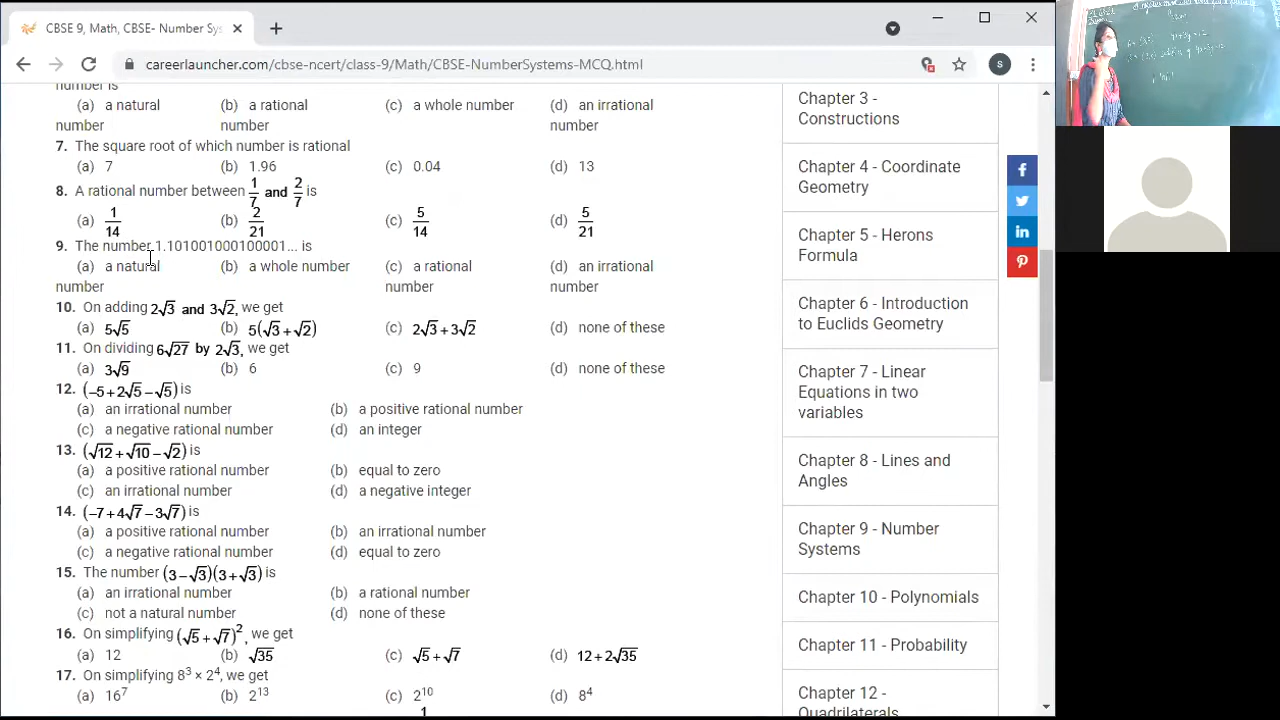 CBSE 9, Math, CBSE- Number Sys
careerlauncher.com/cbse-ncert/class-9/Math/CBSE-NumberSystems-MCQ.html
S
number is
(a) a natural (b) a rational (c) a whole number (d) an irrational
number number number
7. The square root of which number is rational
(a) 7 (b) 1.96 (c) 0.04 (d) 13
8. A rational number between 1/7 and 2/7 is
(a) 1/14 (b) 2/21 (c) 5/14 (d) 5/21
9. The number 1.101001000100001... is
(a) a natural (b) a whole number (c) a rational (d) an irrational
number number number
10. On adding 2√3 and 3√2, we get
(a) 5√5 (b) 5(√3+√2) (c) 2√3+3√2 (d) none of these
11. On dividing 6√27 by 2√3, we get
(a) 3√9 (b) 6 (c) 9 (d) none of these
12. (−5+2√5−√5) is
(a) an irrational number (b) a positive rational number
(c) a negative rational number (d) an integer
13. (√12+√10−√2) is
(a) a positive rational number (b) equal to zero
(c) an irrational number (d) a negative integer
14. (−7+4√7−3√7) is
(a) a positive rational number (b) an irrational number
(c) a negative rational number (d) equal to zero
15. The number (3−√3)(3+√3) is
(a) an irrational number (b) a rational number
(c) not a natural number (d) none of these
16. On simplifying (√5+√7)², we get
(a) 12 (b) √35 (c) √5+√7 (d) 12+2√35
17. On simplifying 8³ × 2⁴, we get
(a) 16⁷ (b) 2¹³ (c) 2¹⁰ (d) 8⁴
1
Chapter 3 -
Constructions
Chapter 4 - Coordinate
Geometry
Chapter 5 - Herons
Formula
Chapter 6 - Introduction
to Euclids Geometry
Chapter 7 - Linear
Equations in two
variables
Chapter 8 - Lines and
Angles
Chapter 9 - Number
Systems
Chapter 10 - Polynomials
Chapter 11 - Probability
Chapter 12 -
Quadrilaterals